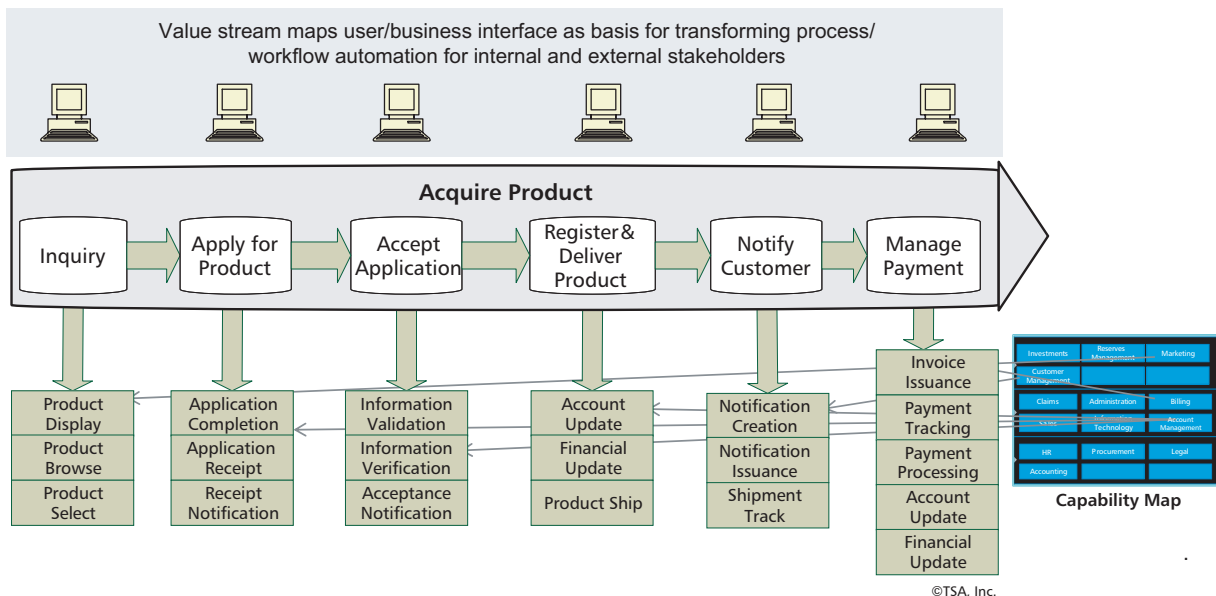 Value stream maps user/business interface as basis for transforming process/
workflow automation for internal and external stakeholders
Acquire Product
Inquiry
Apply for
Product
Accept
Application
Register &
Deliver
Product
Notify
Customer
Manage
Payment
Product
Display
Product
Browse
Product
Select
Application
Completion
Application
Receipt
Receipt
Notification
Information
Validation
Information
Verification
Acceptance
Notification
Account
Update
Financial
Update
Product Ship
Notification
Creation
Notification
Issuance
Shipment
Track
Invoice
Issuance
Payment
Tracking
Payment
Processing
Account
Update
Financial
Update
Investments
Reserves
Management
Marketing
Customer
Management
Claims
Administration
Billing
Sales
Information
Technology
Account
Management
HR
Procurement
Legal
Accounting
Capability Map
.
©TSA, Inc.